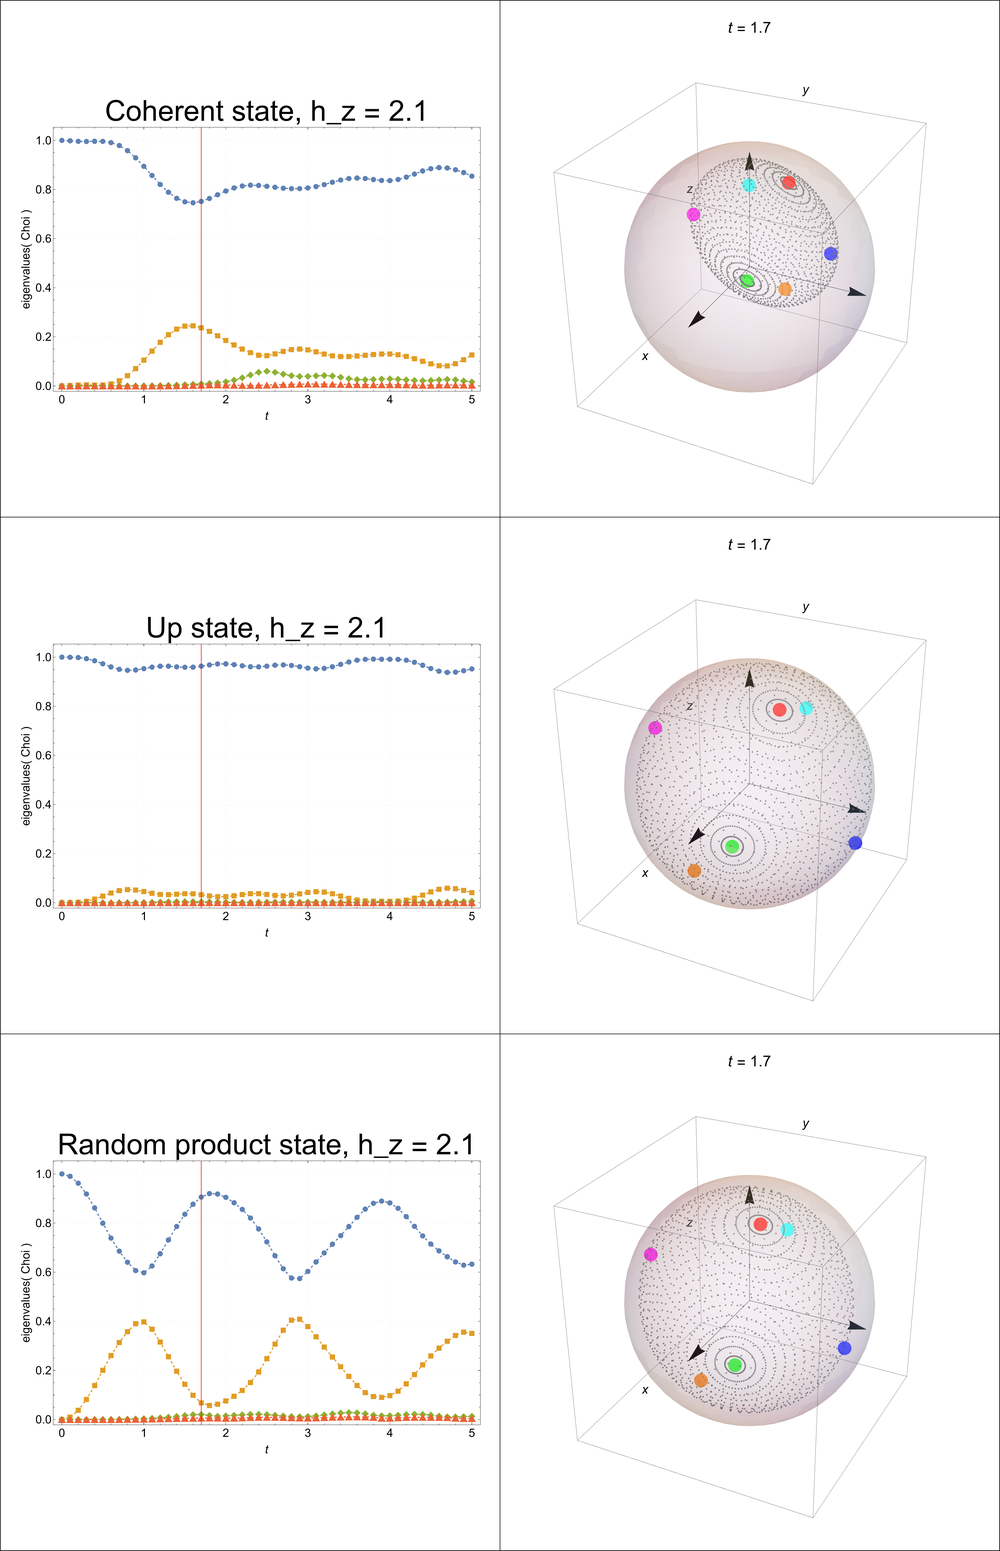 Coherent state, h_z = 2.1
eigenvalues( Choi )
1.0
0.8
0.6
0.4
0.2
0.0
0 1 2 3 4 5
t
t = 1.7
y
z
x
Up state, h_z = 2.1
eigenvalues( Choi )
1.0
0.8
0.6
0.4
0.2
0.0
0 1 2 3 4 5
t
t = 1.7
y
z
x
Random product state, h_z = 2.1
eigenvalues( Choi )
1.0
0.8
0.6
0.4
0.2
0.0
0 1 2 3 4 5
t
t = 1.7
y
z
x